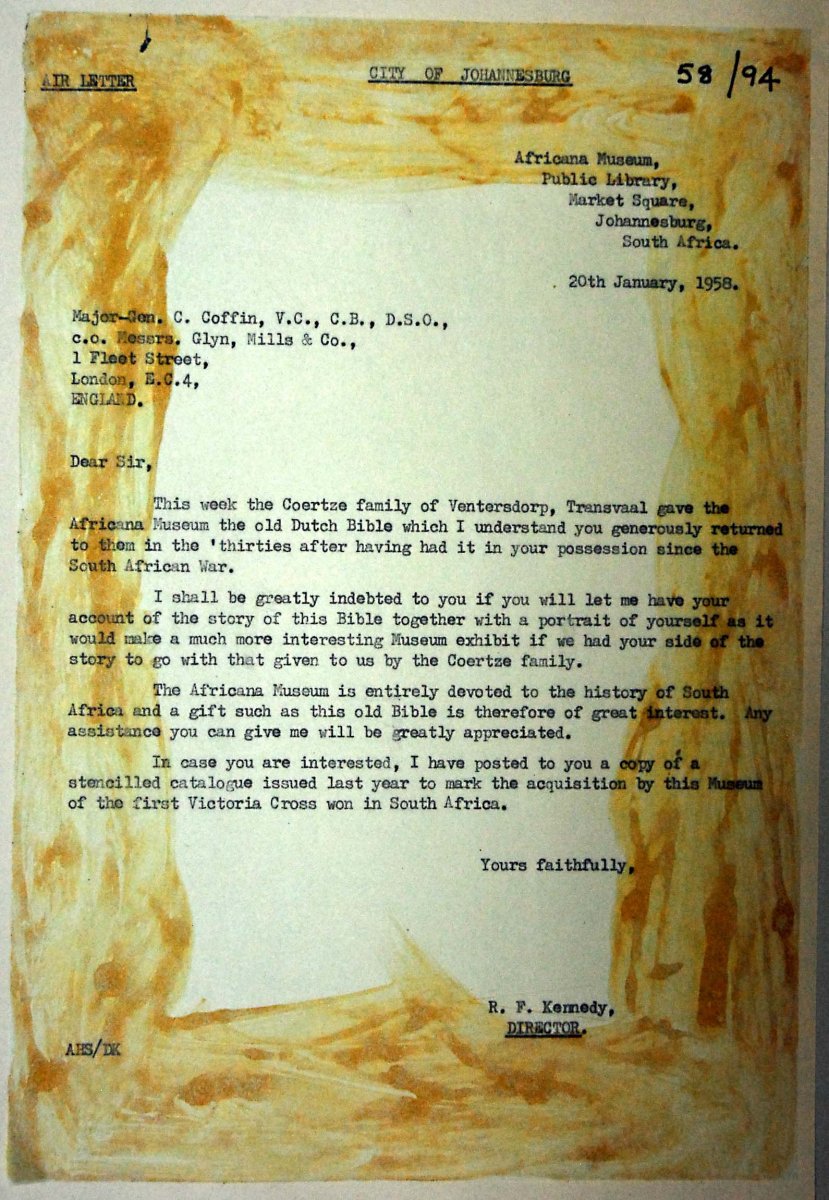 AIR LETTER
CITY OF JOHANNESBURG
58/94
Africana Museum,
Public Library,
Market Square,
Johannesburg,
South Africa.
20th January, 1958.
Major-Gen. C. Coffin, V.C., C.B., D.S.O.,
c.o. Messrs. Glyn, Mills & Co.,
1 Fleet Street,
London, E.C.4,
ENGLAND.
Dear Sir,
This week the Coertze family of Ventersdorp, Transvaal gave the
Africana Museum the old Dutch Bible which I understand you generously returned
to them in the 'thirties after having had it in your possession since the
South African War.
I shall be greatly indebted to you if you will let me have your
account of the story of this Bible together with a portrait of yourself as it
would make a much more interesting Museum exhibit if we had your side of the
story to go with that given to us by the Coertze family.
The Africana Museum is entirely devoted to the history of South
Africa and a gift such as this old Bible is therefore of great interest. Any
assistance you can give me will be greatly appreciated.
In case you are interested, I have posted to you a copy of a
stencilled catalogue issued last year to mark the acquisition by this Museum
of the first Victoria Cross won in South Africa.
Yours faithfully,
R. F. Kennedy,
DIRECTOR.
AHS/DK